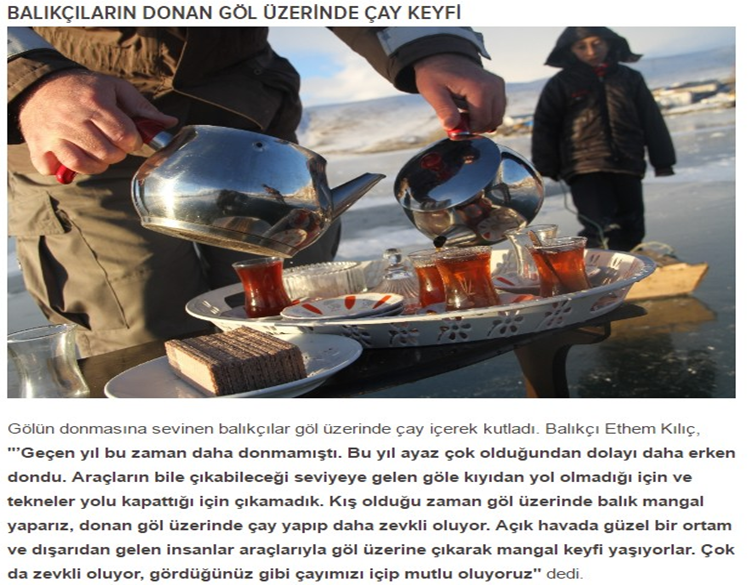 BALIKÇILARIN DONAN GÖL ÜZERİNDE ÇAY KEYFİ
Gölün donmasına sevinen balıkçılar göl üzerinde çay içerek kutladı. Balıkçı Ethem Kılıç,
"'Geçen yıl bu zaman daha donmamıştı. Bu yıl ayaz çok olduğundan dolayı daha erken
dondu. Araçların bile çıkabileceği seviyeye gelen göle kıyıdan yol olmadığı için ve
tekneler yolu kapattığı için çıkamadık. Kış olduğu zaman göl üzerinde balık mangal
yaparız, donan göl üzerinde çay yapıp daha zevkli oluyor. Açık havada güzel bir ortam
ve dışarıdan gelen insanlar araçlarıyla göl üzerine çıkarak mangal keyfi yaşıyorlar. Çok
da zevkli oluyor, gördüğünüz gibi çayımızı içip mutlu oluyoruz" dedi.